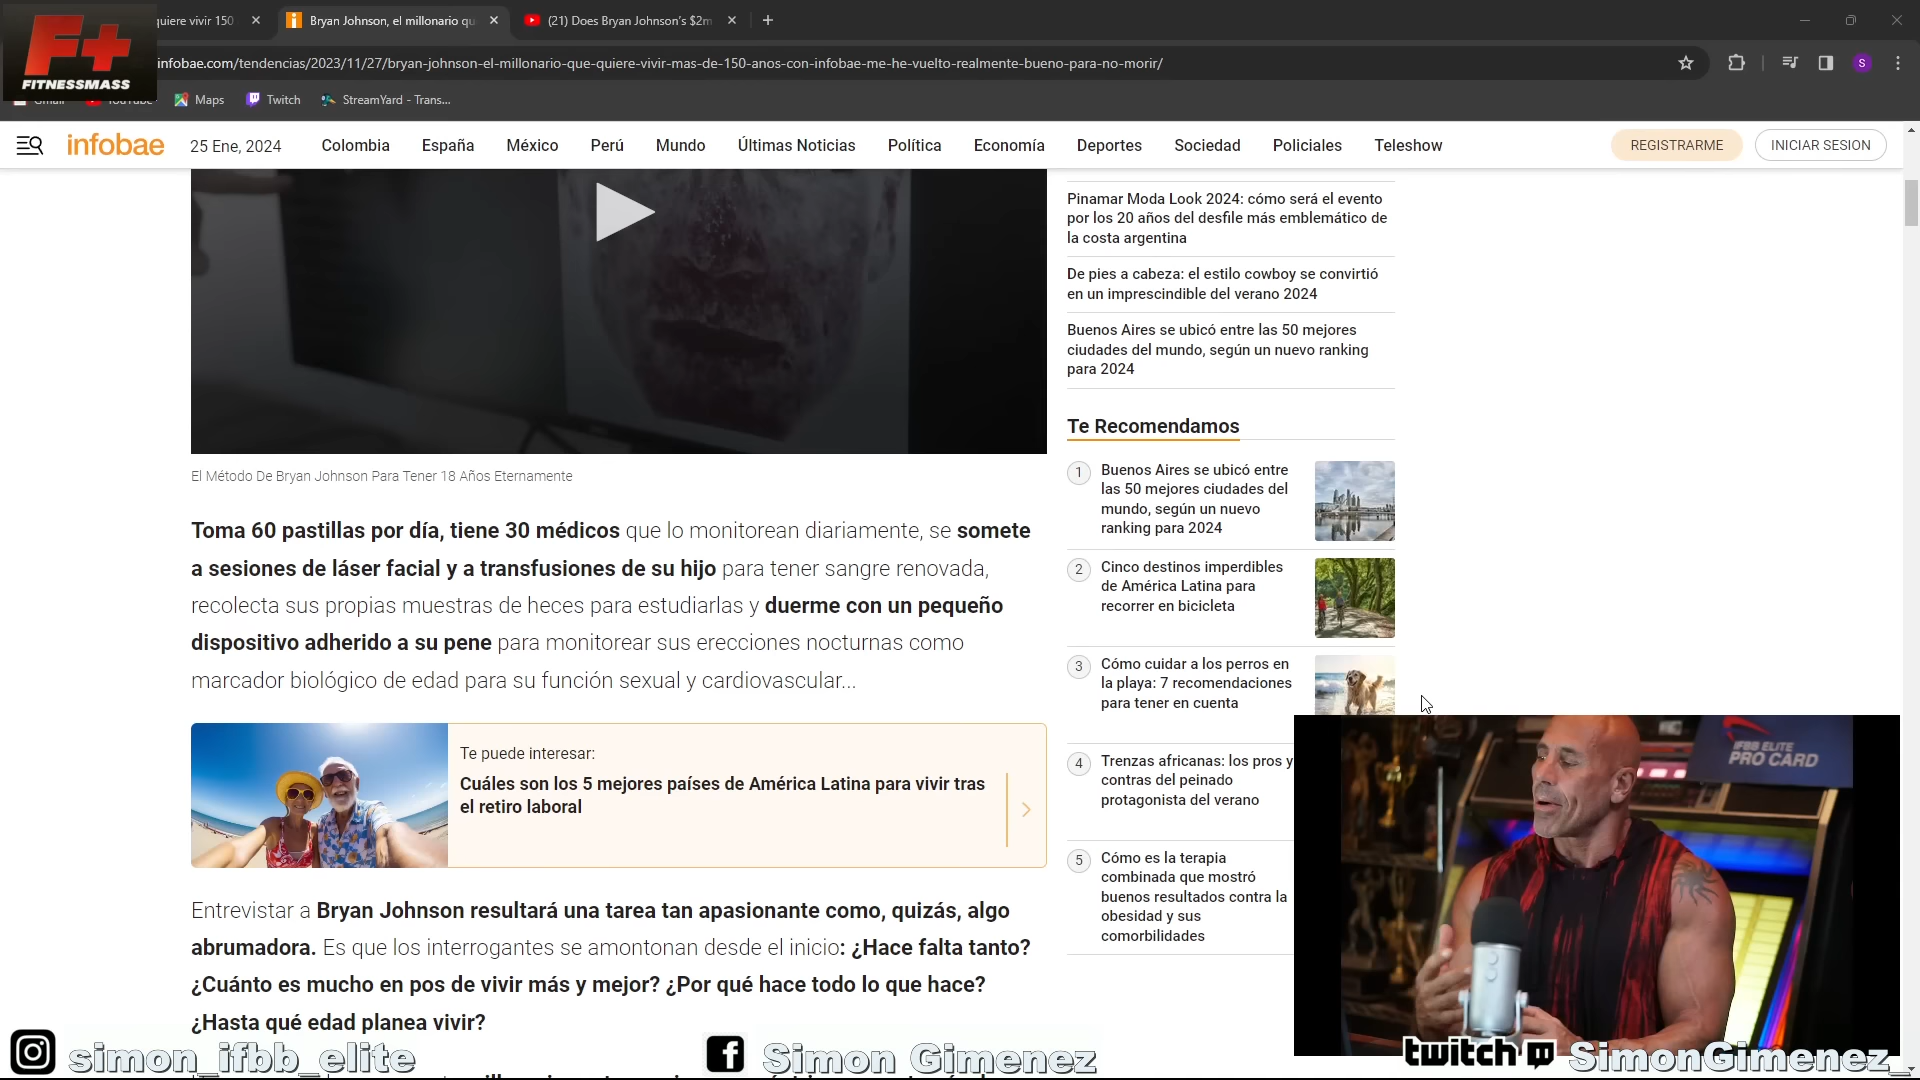 quiere vivir 150
Bryan Johnson, el millonario qu
(21) Does Bryan Johnson's $2m
F+
FITNESSMASS
infobae.com/tendencias/2023/11/27/bryan-johnson-el-millonario-que-quiere-vivir-mas-de-150-anos-con-infobae-me-he-vuelto-realmente-bueno-para-no-morir/
S
Gmail
YouTube
Maps
Twitch
StreamYard - Trans...
infobae
25 Ene, 2024
Colombia
España
México
Perú
Mundo
Últimas Noticias
Política
Economía
Deportes
Sociedad
Policiales
Teleshow
REGISTRARME
INICIAR SESION
El Método De Bryan Johnson Para Tener 18 Años Eternamente
Toma 60 pastillas por día, tiene 30 médicos que lo monitorean diariamente, se somete
a sesiones de láser facial y a transfusiones de su hijo para tener sangre renovada,
recolecta sus propias muestras de heces para estudiarlas y duerme con un pequeño
dispositivo adherido a su pene para monitorear sus erecciones nocturnas como
marcador biológico de edad para su función sexual y cardiovascular...
Te puede interesar:
Cuáles son los 5 mejores países de América Latina para vivir tras
el retiro laboral
Entrevistar a Bryan Johnson resultará una tarea tan apasionante como, quizás, algo
abrumadora. Es que los interrogantes se amontonan desde el inicio: ¿Hace falta tanto?
¿Cuánto es mucho en pos de vivir más y mejor? ¿Por qué hace todo lo que hace?
¿Hasta qué edad planea vivir?
Pinamar Moda Look 2024: cómo será el evento
por los 20 años del desfile más emblemático de
la costa argentina
De pies a cabeza: el estilo cowboy se convirtió
en un imprescindible del verano 2024
Buenos Aires se ubicó entre las 50 mejores
ciudades del mundo, según un nuevo ranking
para 2024
Te Recomendamos
1
Buenos Aires se ubicó entre
las 50 mejores ciudades del
mundo, según un nuevo
ranking para 2024
2
Cinco destinos imperdibles
de América Latina para
recorrer en bicicleta
3
Cómo cuidar a los perros en
la playa: 7 recomendaciones
para tener en cuenta
4
Trenzas africanas: los pros y
contras del peinado
protagonista del verano
5
Cómo es la terapia
combinada que mostró
buenos resultados contra la
obesidad y sus
comorbilidades
IFBB ELITE
PRO CARD
simon_ifbb_elite
Simon Gimenez
twitch
SimonGimenez_